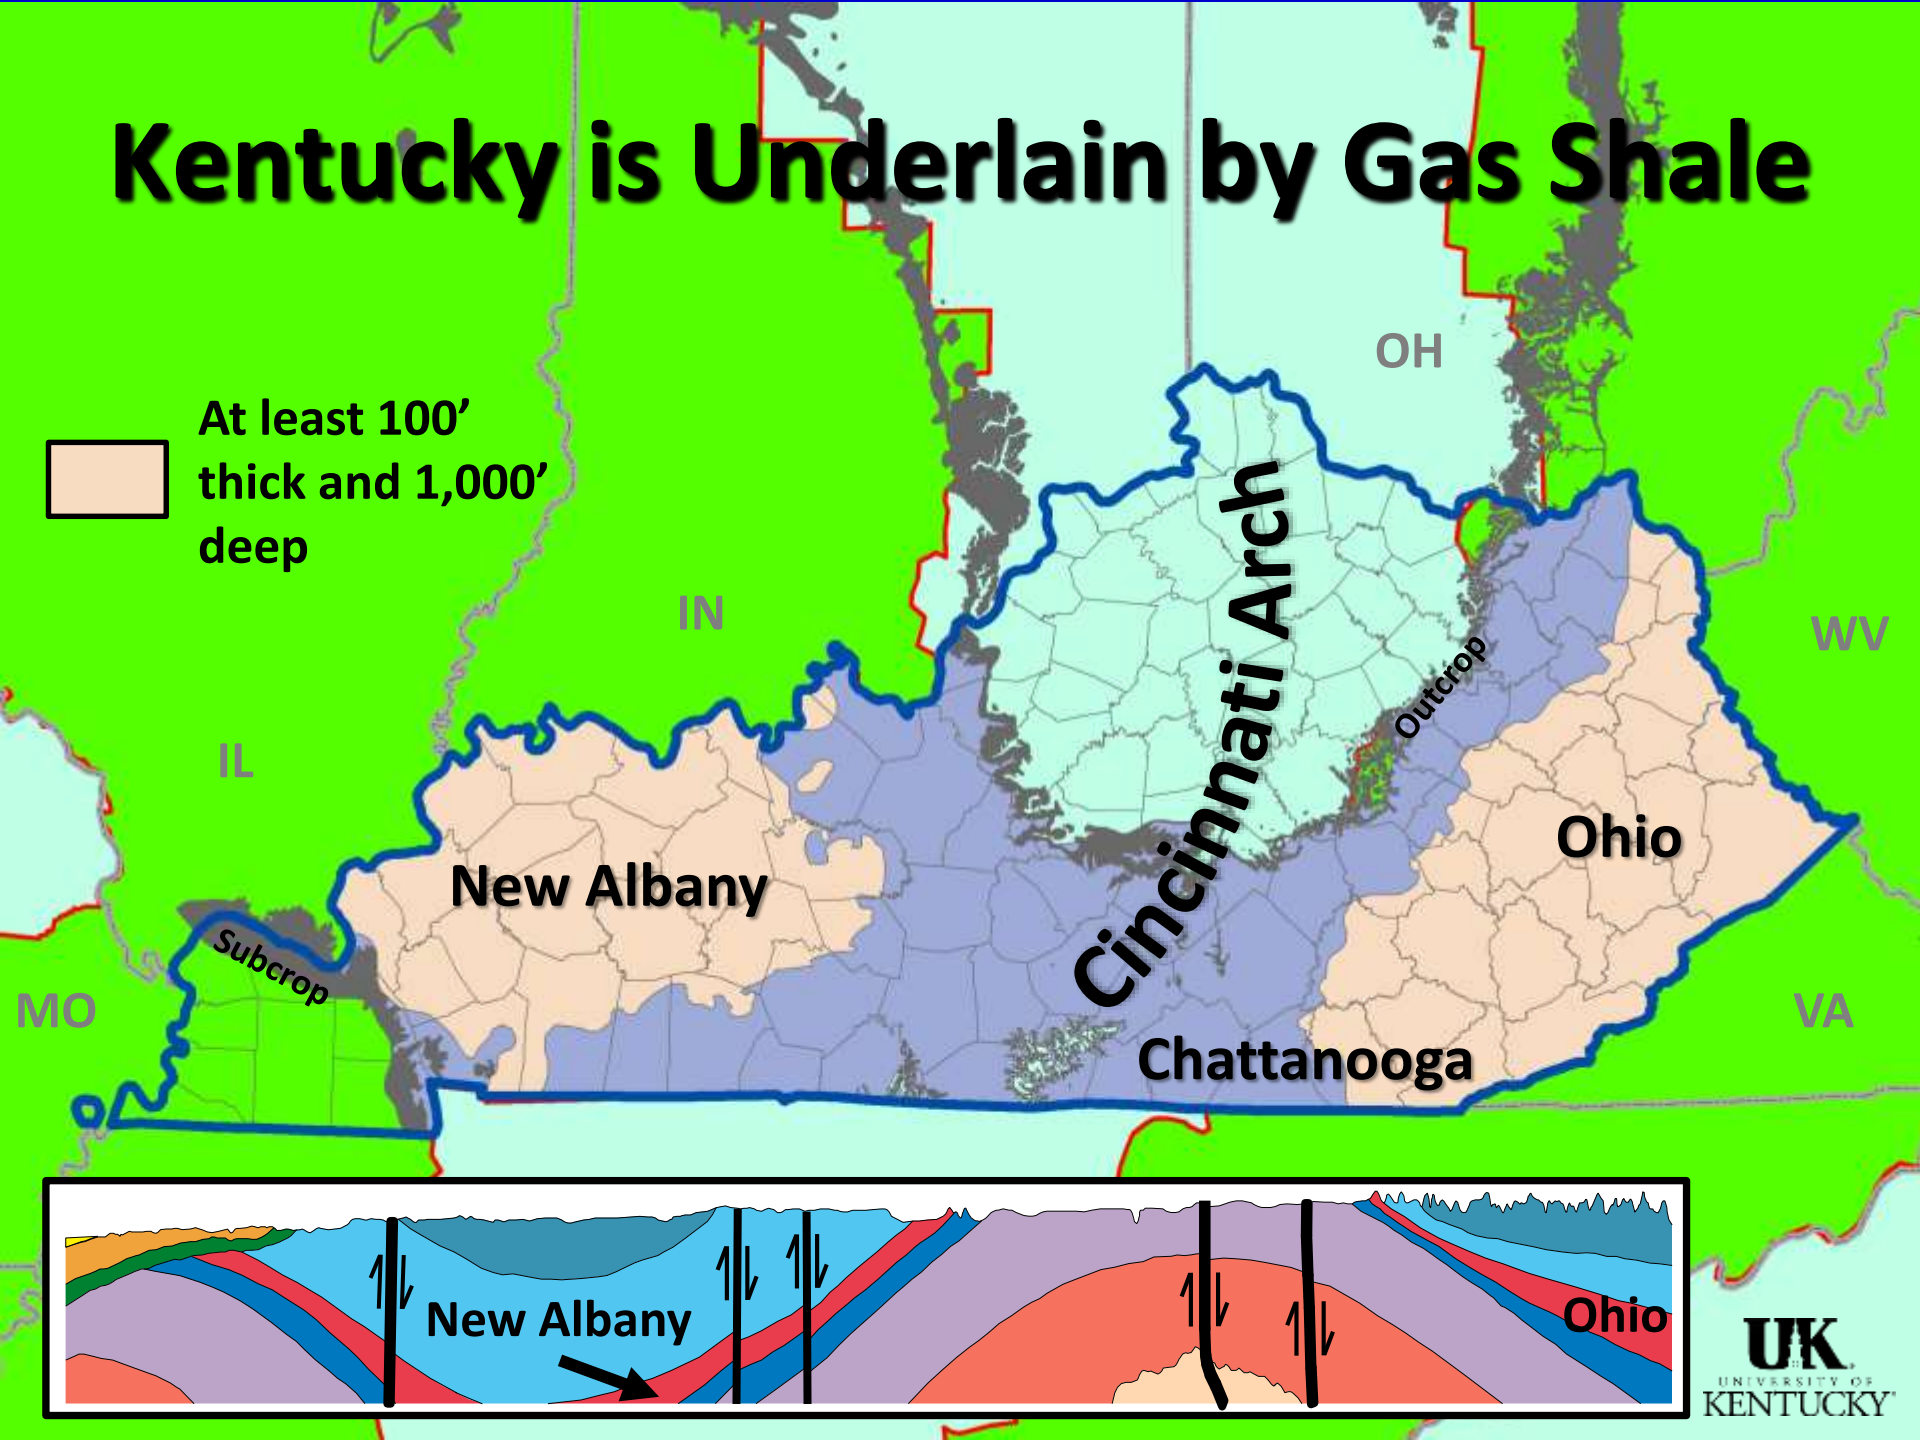 Kentucky is Underlain by Gas Shale
OH
At least 100’
thick and 1,000’
deep
Cincinnati Arch
IN
WV
Outcrop
IL
Ohio
New Albany
Subcrop
MO
VA
Chattanooga
New Albany
Ohio
UK
UNIVERSITY OF
KENTUCKY